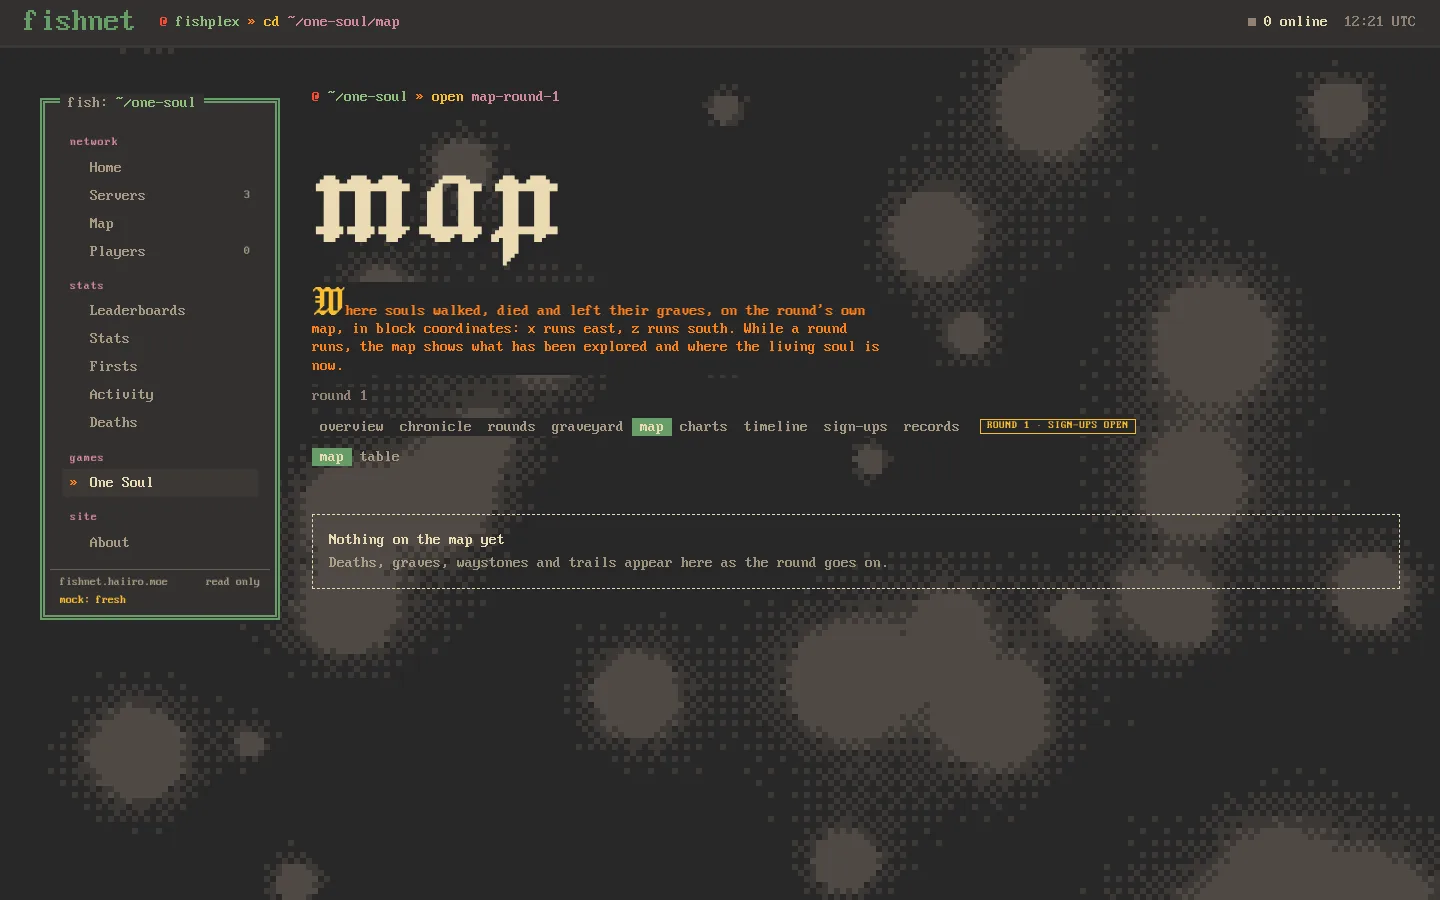 fishnet
@ fishplex » cd ~/one-soul/map
0 online 12:21 UTC
fish: ~/one-soul
network
Home
Servers 3
Map
Players 0
stats
Leaderboards
Stats
Firsts
Activity
Deaths
games
» One Soul
site
About
fishnet.haiiro.moe read only
mock: fresh
@ ~/one-soul » open map-round-1
map
Where souls walked, died and left their graves, on the round's own
map, in block coordinates: x runs east, z runs south. While a round
runs, the map shows what has been explored and where the living soul is
now.
round 1
overview chronicle rounds graveyard map charts timeline sign-ups records ROUND 1 · SIGN-UPS OPEN
map table
Nothing on the map yet
Deaths, graves, waystones and trails appear here as the round goes on.